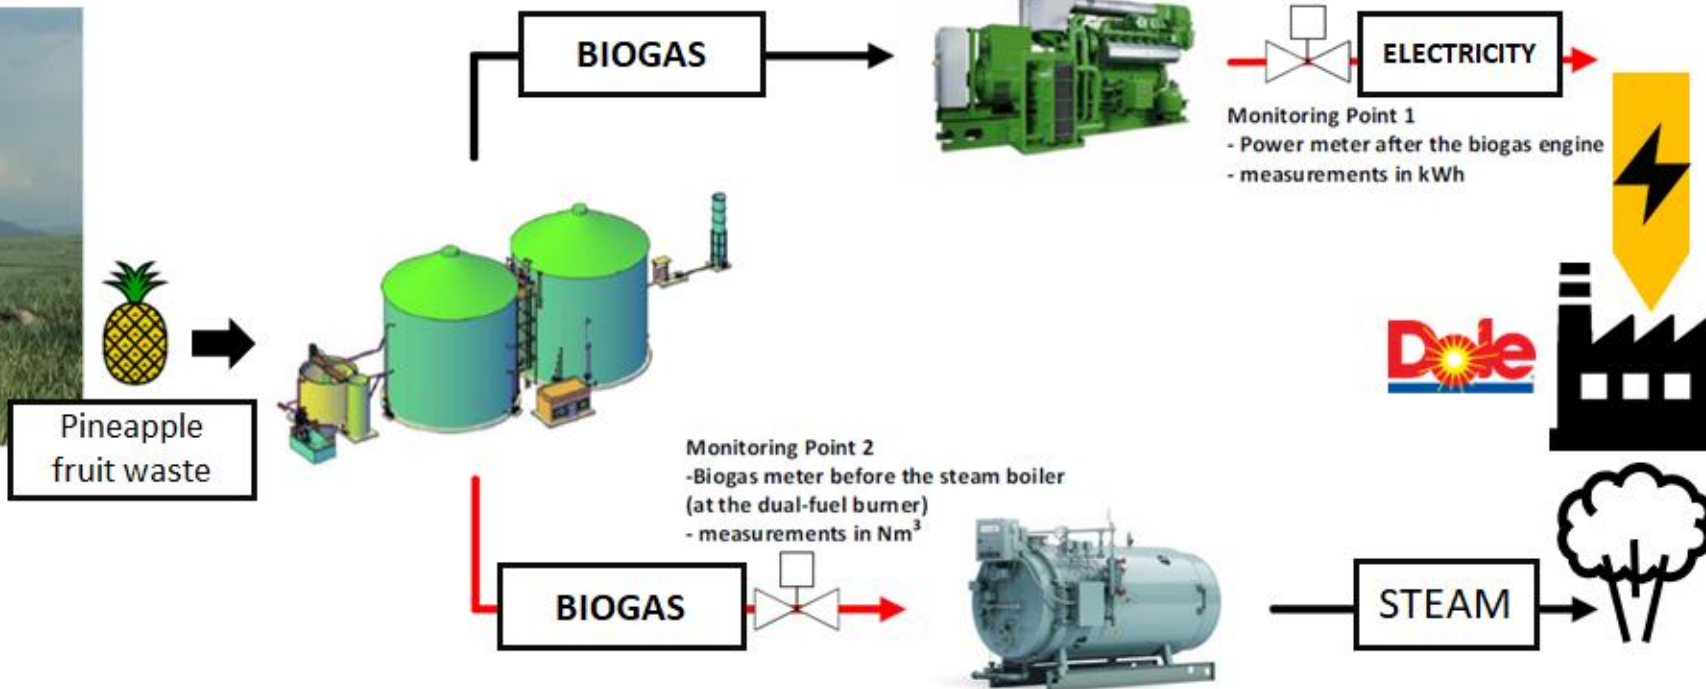 BIOGAS
ELECTRICITY
Monitoring Point 1
- Power meter after the biogas engine
- measurements in kWh
Dole
Pineapple
fruit waste
Monitoring Point 2
-Biogas meter before the steam boiler
(at the dual-fuel burner)
- measurements in Nm³
BIOGAS
STEAM